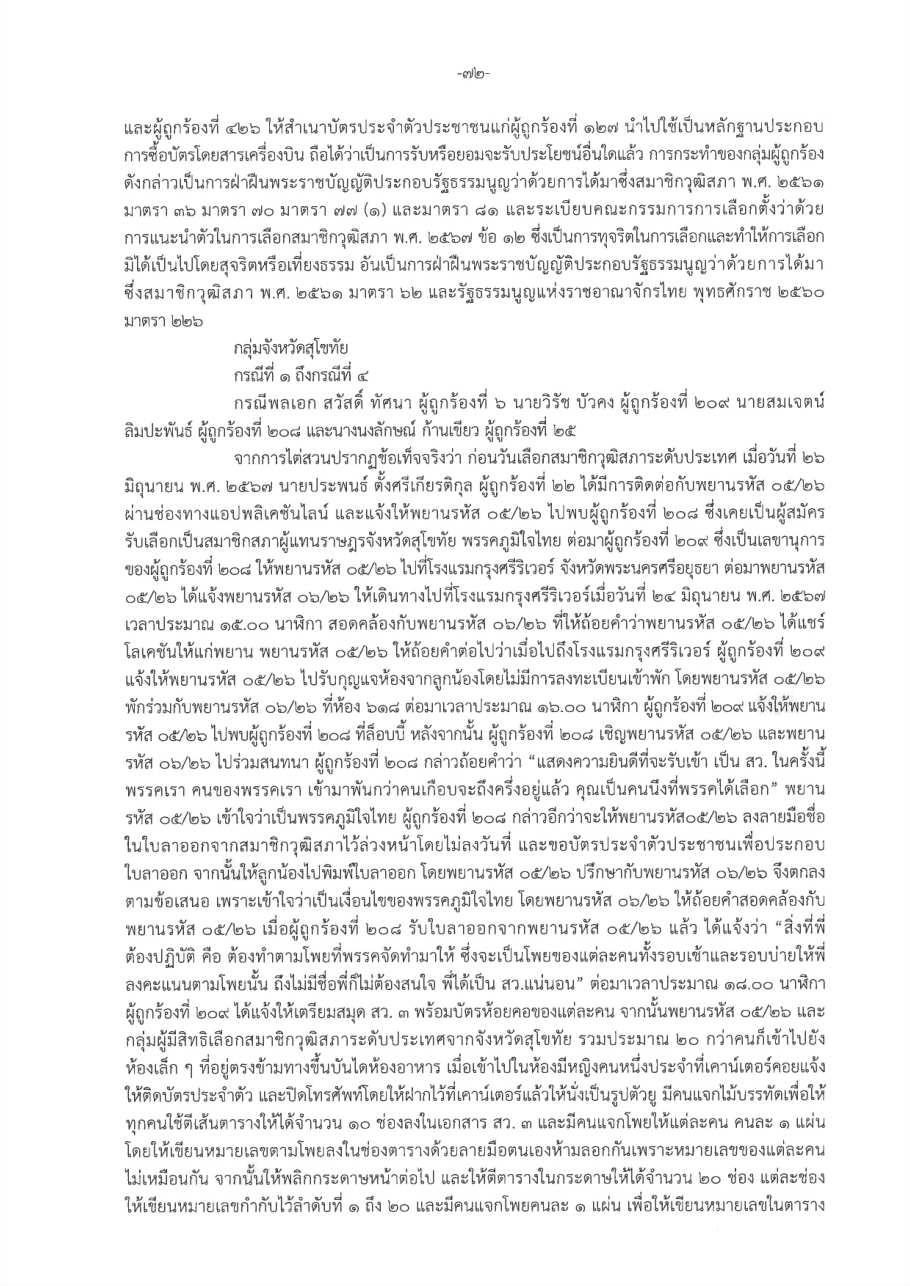 -๗๒-
และผู้ถูกร้องที่ ๔๒๖ ให้สำเนาบัตรประจำตัวประชาชนแก่ผู้ถูกร้องที่ ๑๒๗ นำไปใช้เป็นหลักฐานประกอบ
การซื้อบัตรโดยสารเครื่องบิน ถือได้ว่าเป็นการรับหรือยอมจะรับประโยชน์อื่นใดแล้ว การกระทำของกลุ่มผู้ถูกร้อง
ดังกล่าวเป็นการฝ่าฝืนพระราชบัญญัติประกอบรัฐธรรมนูญว่าด้วยการได้มาซึ่งสมาชิกวุฒิสภา พ.ศ. ๒๕๖๑
มาตรา ๓๖ มาตรา ๗๐ มาตรา ๗๗ (๑) และมาตรา ๘๑ และระเบียบคณะกรรมการการเลือกตั้งว่าด้วย
การแนะนำตัวในการเลือกสมาชิกวุฒิสภา พ.ศ. ๒๕๖๗ ข้อ ๑๒ ซึ่งเป็นการทุจริตในการเลือกและทำให้การเลือก
มิได้เป็นไปโดยสุจริตหรือเที่ยงธรรม อันเป็นการฝ่าฝืนพระราชบัญญัติประกอบรัฐธรรมนูญว่าด้วยการได้มา
ซึ่งสมาชิกวุฒิสภา พ.ศ. ๒๕๖๑ มาตรา ๖๒ และรัฐธรรมนูญแห่งราชอาณาจักรไทย พุทธศักราช ๒๕๖๐
มาตรา ๒๒๖
กลุ่มจังหวัดสุโขทัย
กรณีที่ ๑ ถึงกรณีที่ ๔
กรณีพลเอก สวัสดิ์ ทัศนา ผู้ถูกร้องที่ ๖ นายวิรัช บัวคง ผู้ถูกร้องที่ ๒๐๙ นายสมเจตน์
ลิมปะพันธ์ ผู้ถูกร้องที่ ๒๐๘ และนางนงลักษณ์ ก้านเขียว ผู้ถูกร้องที่ ๒๕
จากการไต่สวนปรากฏข้อเท็จจริงว่า ก่อนวันเลือกสมาชิกวุฒิสภาระดับประเทศ เมื่อวันที่ ๒๖
มิถุนายน พ.ศ. ๒๕๖๗ นายประพนธ์ ตั้งศรีเกียรติกุล ผู้ถูกร้องที่ ๒๒ ได้มีการติดต่อกับพยานรหัส ๐๕/๒๖
ผ่านช่องทางแอปพลิเคชันไลน์ และแจ้งให้พยานรหัส ๐๕/๒๖ ไปพบผู้ถูกร้องที่ ๒๐๘ ซึ่งเคยเป็นผู้สมัคร
รับเลือกเป็นสมาชิกสภาผู้แทนราษฎรจังหวัดสุโขทัย พรรคภูมิใจไทย ต่อมาผู้ถูกร้องที่ ๒๐๙ ซึ่งเป็นเลขานุการ
ของผู้ถูกร้องที่ ๒๐๘ ให้พยานรหัส ๐๕/๒๖ ไปที่โรงแรมกรุงศรีริเวอร์ จังหวัดพระนครศรีอยุธยา ต่อมาพยานรหัส
๐๕/๒๖ ได้แจ้งพยานรหัส ๐๖/๒๖ ให้เดินทางไปที่โรงแรมกรุงศรีริเวอร์เมื่อวันที่ ๒๔ มิถุนายน พ.ศ. ๒๕๖๗
เวลาประมาณ ๑๕.๐๐ นาฬิกา สอดคล้องกับพยานรหัส ๐๖/๒๖ ที่ให้ถ้อยคำว่าพยานรหัส ๐๕/๒๖ ได้แชร์
โลเคชันให้แก่พยาน พยานรหัส ๐๕/๒๖ ให้ถ้อยคำต่อไปว่าเมื่อไปถึงโรงแรมกรุงศรีริเวอร์ ผู้ถูกร้องที่ ๒๐๙
แจ้งให้พยานรหัส ๐๕/๒๖ ไปรับกุญแจห้องจากลูกน้องโดยไม่มีการลงทะเบียนเข้าพัก โดยพยานรหัส ๐๕/๒๖
พักร่วมกับพยานรหัส ๐๖/๒๖ ที่ห้อง ๖๑๘ ต่อมาเวลาประมาณ ๑๖.๐๐ นาฬิกา ผู้ถูกร้องที่ ๒๐๙ แจ้งให้พยาน
รหัส ๐๕/๒๖ ไปพบผู้ถูกร้องที่ ๒๐๘ ที่ล็อบบี้ หลังจากนั้น ผู้ถูกร้องที่ ๒๐๘ เชิญพยานรหัส ๐๕/๒๖ และพยาน
รหัส ๐๖/๒๖ ไปร่วมสนทนา ผู้ถูกร้องที่ ๒๐๘ กล่าวถ้อยคำว่า “แสดงความยินดีที่จะรับเข้า เป็น สว. ในครั้งนี้
พรรคเรา คนของพรรคเรา เข้ามาพันกว่าคนเกือบจะถึงครึ่งอยู่แล้ว คุณเป็นคนนึงที่พรรคได้เลือก” พยาน
รหัส ๐๕/๒๖ เข้าใจว่าเป็นพรรคภูมิใจไทย ผู้ถูกร้องที่ ๒๐๘ กล่าวอีกว่าจะให้พยานรหัส๐๕/๒๖ ลงลายมือชื่อ
ในใบลาออกจากสมาชิกวุฒิสภาไว้ล่วงหน้าโดยไม่ลงวันที่ และขอบัตรประจำตัวประชาชนเพื่อประกอบ
ใบลาออก จากนั้นให้ลูกน้องไปพิมพ์ใบลาออก โดยพยานรหัส ๐๕/๒๖ ปรึกษากับพยานรหัส ๐๖/๒๖ จึงตกลง
ตามข้อเสนอ เพราะเข้าใจว่าเป็นเงื่อนไขของพรรคภูมิใจไทย โดยพยานรหัส ๐๖/๒๖ ให้ถ้อยคำสอดคล้องกับ
พยานรหัส ๐๕/๒๖ เมื่อผู้ถูกร้องที่ ๒๐๘ รับใบลาออกจากพยานรหัส ๐๕/๒๖ แล้ว ได้แจ้งว่า “สิ่งที่พี่
ต้องปฏิบัติ คือ ต้องทำตามโพยที่พรรคจัดทำมาให้ ซึ่งจะเป็นโพยของแต่ละคนทั้งรอบเช้าและรอบบ่ายให้พี่
ลงคะแนนตามโพยนั้น ถึงไม่มีชื่อพี่ก็ไม่ต้องสนใจ พี่ได้เป็น สว.แน่นอน” ต่อมาเวลาประมาณ ๑๘.๐๐ นาฬิกา
ผู้ถูกร้องที่ ๒๐๙ ได้แจ้งให้เตรียมสมุด สว. ๓ พร้อมบัตรห้อยคอของแต่ละคน จากนั้นพยานรหัส ๐๕/๒๖ และ
กลุ่มผู้มีสิทธิเลือกสมาชิกวุฒิสภาระดับประเทศจากจังหวัดสุโขทัย รวมประมาณ ๒๐ กว่าคนก็เข้าไปยัง
ห้องเล็ก ๆ ที่อยู่ตรงข้ามทางขึ้นบันไดห้องอาหาร เมื่อเข้าไปในห้องมีหญิงคนหนึ่งประจำที่เคาน์เตอร์คอยแจ้ง
ให้ติดบัตรประจำตัว และปิดโทรศัพท์โดยให้ฝากไว้ที่เคาน์เตอร์แล้วให้นั่งเป็นรูปตัวยู มีคนแจกไม้บรรทัดเพื่อให้
ทุกคนใช้ตีเส้นตารางให้ได้จำนวน ๑๐ ช่องลงในเอกสาร สว. ๓ และมีคนแจกโพยให้แต่ละคน คนละ ๑ แผ่น
โดยให้เขียนหมายเลขตามโพยลงในช่องตารางด้วยลายมือตนเองห้ามลอกกันเพราะหมายเลขของแต่ละคน
ไม่เหมือนกัน จากนั้นให้พลิกกระดาษหน้าต่อไป และให้ตีตารางในกระดาษให้ได้จำนวน ๒๐ ช่อง แต่ละช่อง
ให้เขียนหมายเลขกำกับไว้ลำดับที่ ๑ ถึง ๒๐ และมีคนแจกโพยคนละ ๑ แผ่น เพื่อให้เขียนหมายเลขในตาราง